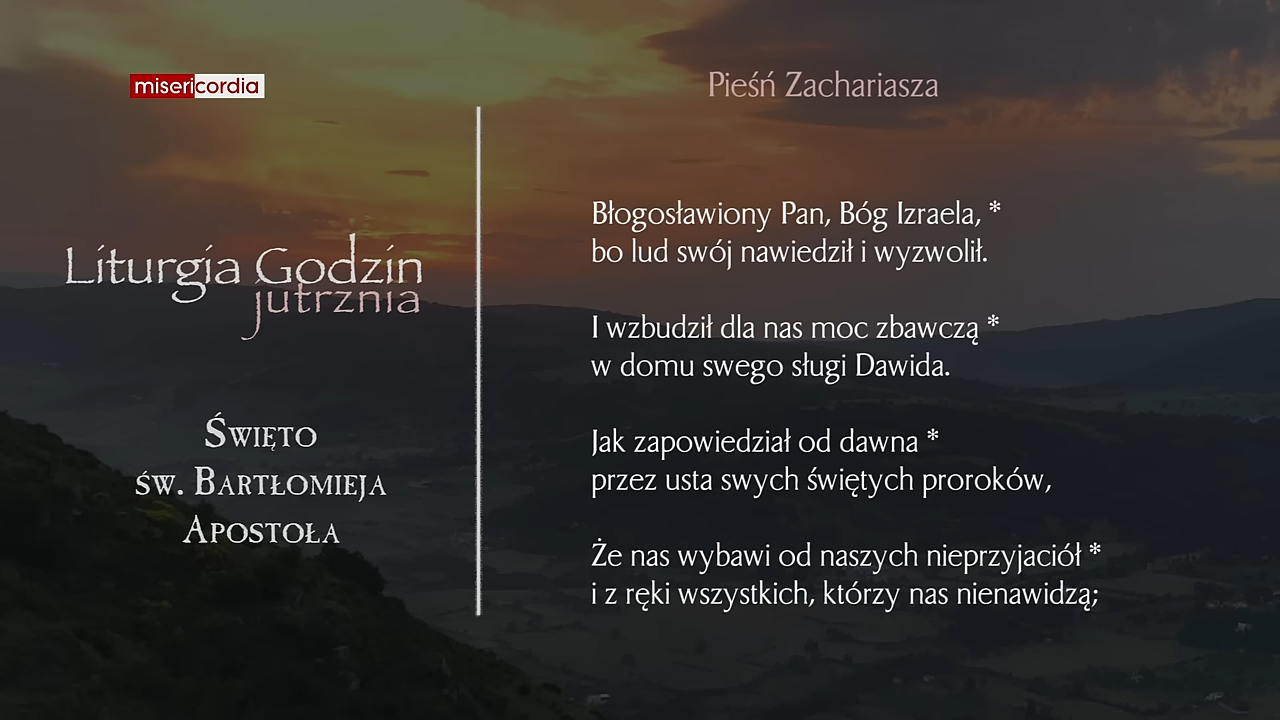 misericordia
Liturgia Godzin
jutrznia
Święto
św. Bartłomieja
Apostoła
Pieśń Zachariasza
Błogosławiony Pan, Bóg Izraela, *
bo lud swój nawiedził i wyzwolił.
I wzbudził dla nas moc zbawczą *
w domu swego sługi Dawida.
Jak zapowiedział od dawna *
przez usta swych świętych proroków,
Że nas wybawi od naszych nieprzyjaciół *
i z ręki wszystkich, którzy nas nienawidzą;